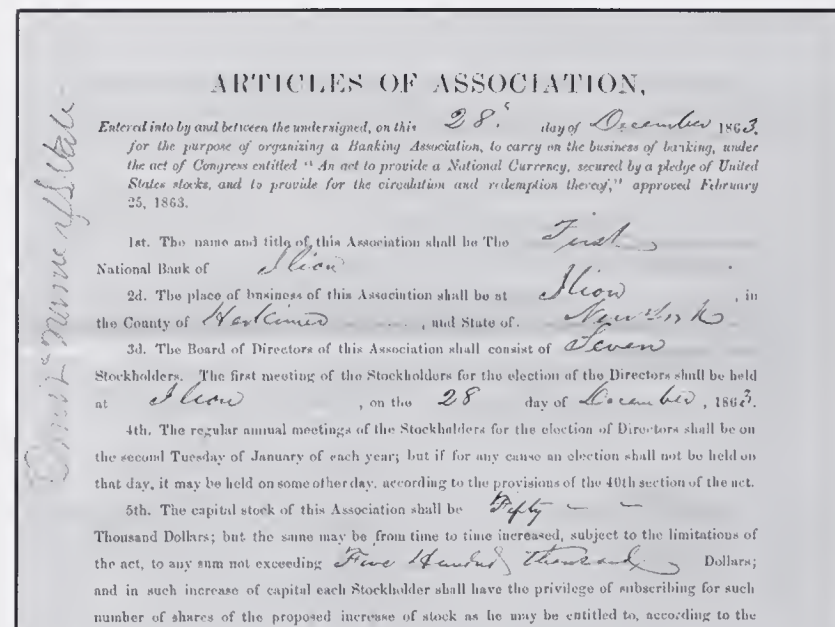 ARTICLES OF ASSOCIATION,
Entered into by and between the undersigned, on this 28. day of December 1863.
for the purpose of organizing a Banking Association, to carry on the business of banking, under
the act of Congress entitled "An act to provide a National Currency, secured by a pledge of United
States stocks, and to provide for the circulation and redemption thereof," approved February
25, 1863.
1st. The name and title of this Association shall be The First
National Bank of Ilion
2d. The place of business of this Association shall be at Ilion, in
the County of Herkimer, and State of New York
3d. The Board of Directors of this Association shall consist of Seven
Stockholders. The first meeting of the Stockholders for the election of the Directors shall be held
at Ilion, on the 28 day of December, 1863.
4th. The regular annual meetings of the Stockholders for the election of Directors shall be on
the second Tuesday of January of each year; but if for any cause an election shall not be held on
that day, it may be held on some other day, according to the provisions of the 40th section of the act.
5th. The capital stock of this Association shall be Fifty — —
Thousand Dollars; but the same may be from time to time increased, subject to the limitations of
the act, to any sum not exceeding Five Hundred thousand Dollars;
and in such increase of capital each Stockholder shall have the privilege of subscribing for such
number of shares of the proposed increase of stock as he may be entitled to, according to the